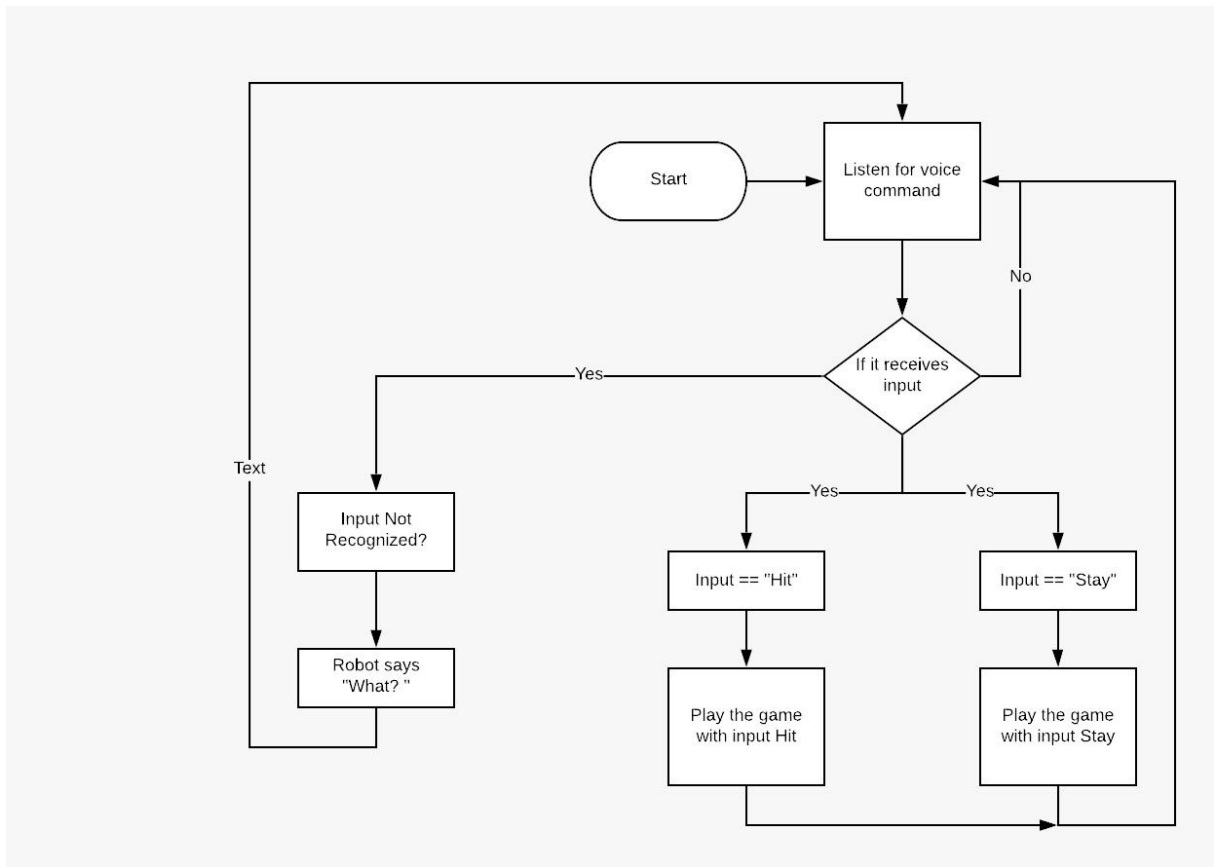 Start
Listen for voice
command
No
If it receives
input
Yes
Text
Yes
Yes
Input Not
Recognized?
Input == "Hit"
Input == "Stay"
Robot says
"What? "
Play the game
with input Hit
Play the game
with input Stay